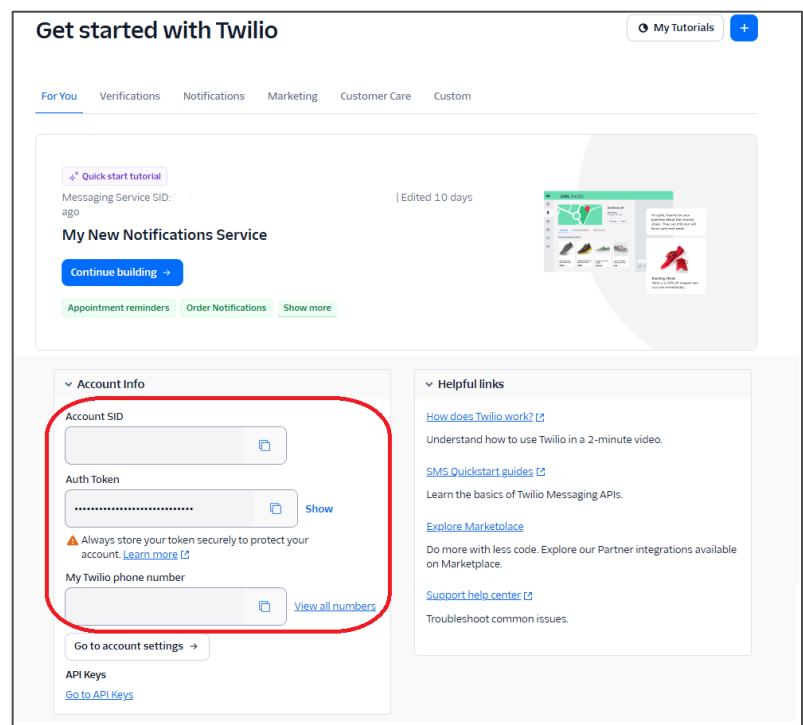 Get started with Twilio
My Tutorials
+
For You
Verifications
Notifications
Marketing
Customer Care
Custom
Quick start tutorial
Messaging Service SID:
| Edited 10 days
ago
My New Notifications Service
Continue building →
Appointment reminders
Order Notifications
Show more
Account Info
Account SID
Auth Token
•••••••••••••••••••••••••••••
Show
Always store your token securely to protect your
account. Learn more
My Twilio phone number
View all numbers
Go to account settings →
API Keys
Go to API Keys
Helpful links
How does Twilio work?
Understand how to use Twilio in a 2-minute video.
SMS Quickstart guides
Learn the basics of Twilio Messaging APIs.
Explore Marketplace
Do more with less code. Explore our Partner integrations available
on Marketplace.
Support help center
Troubleshoot common issues.